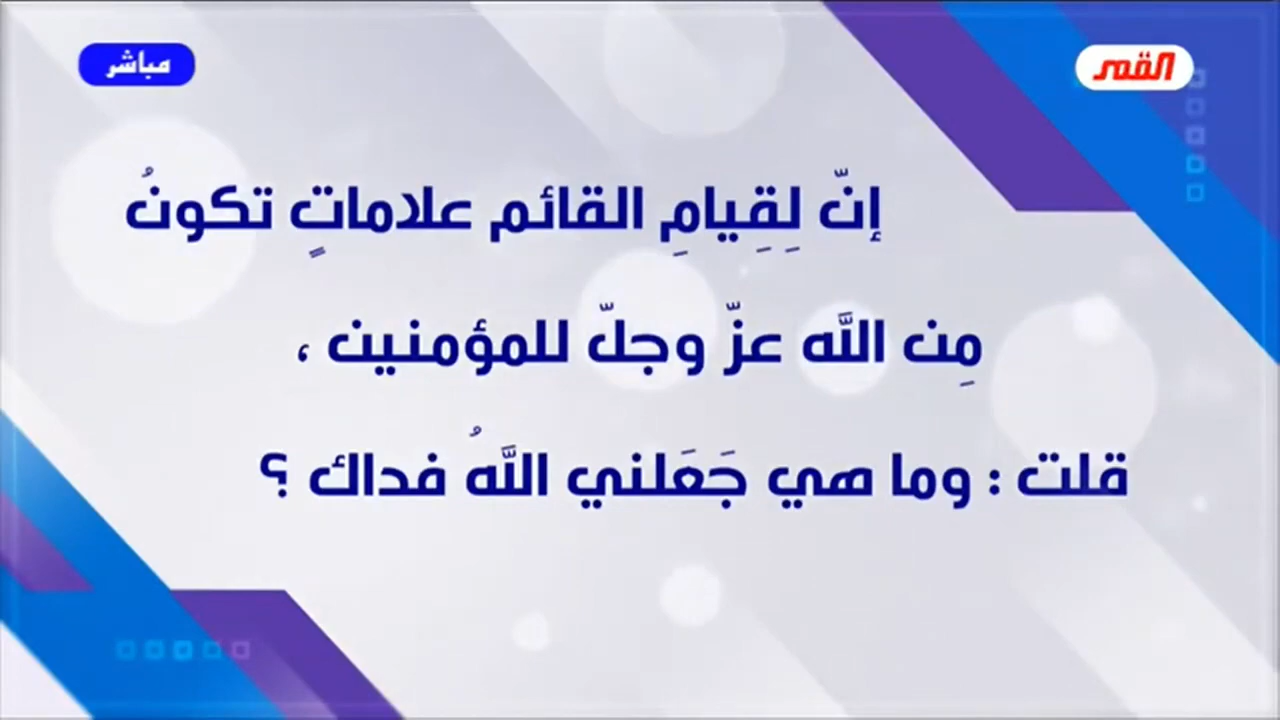 مباشر
القمر
إنّ لِقِيامِ القائم علاماتٍ تكونُ
مِن اللَّه عزّ وجلّ للمؤمنين ،
قلت : وما هي جَعَلني اللَّهُ فداك ؟